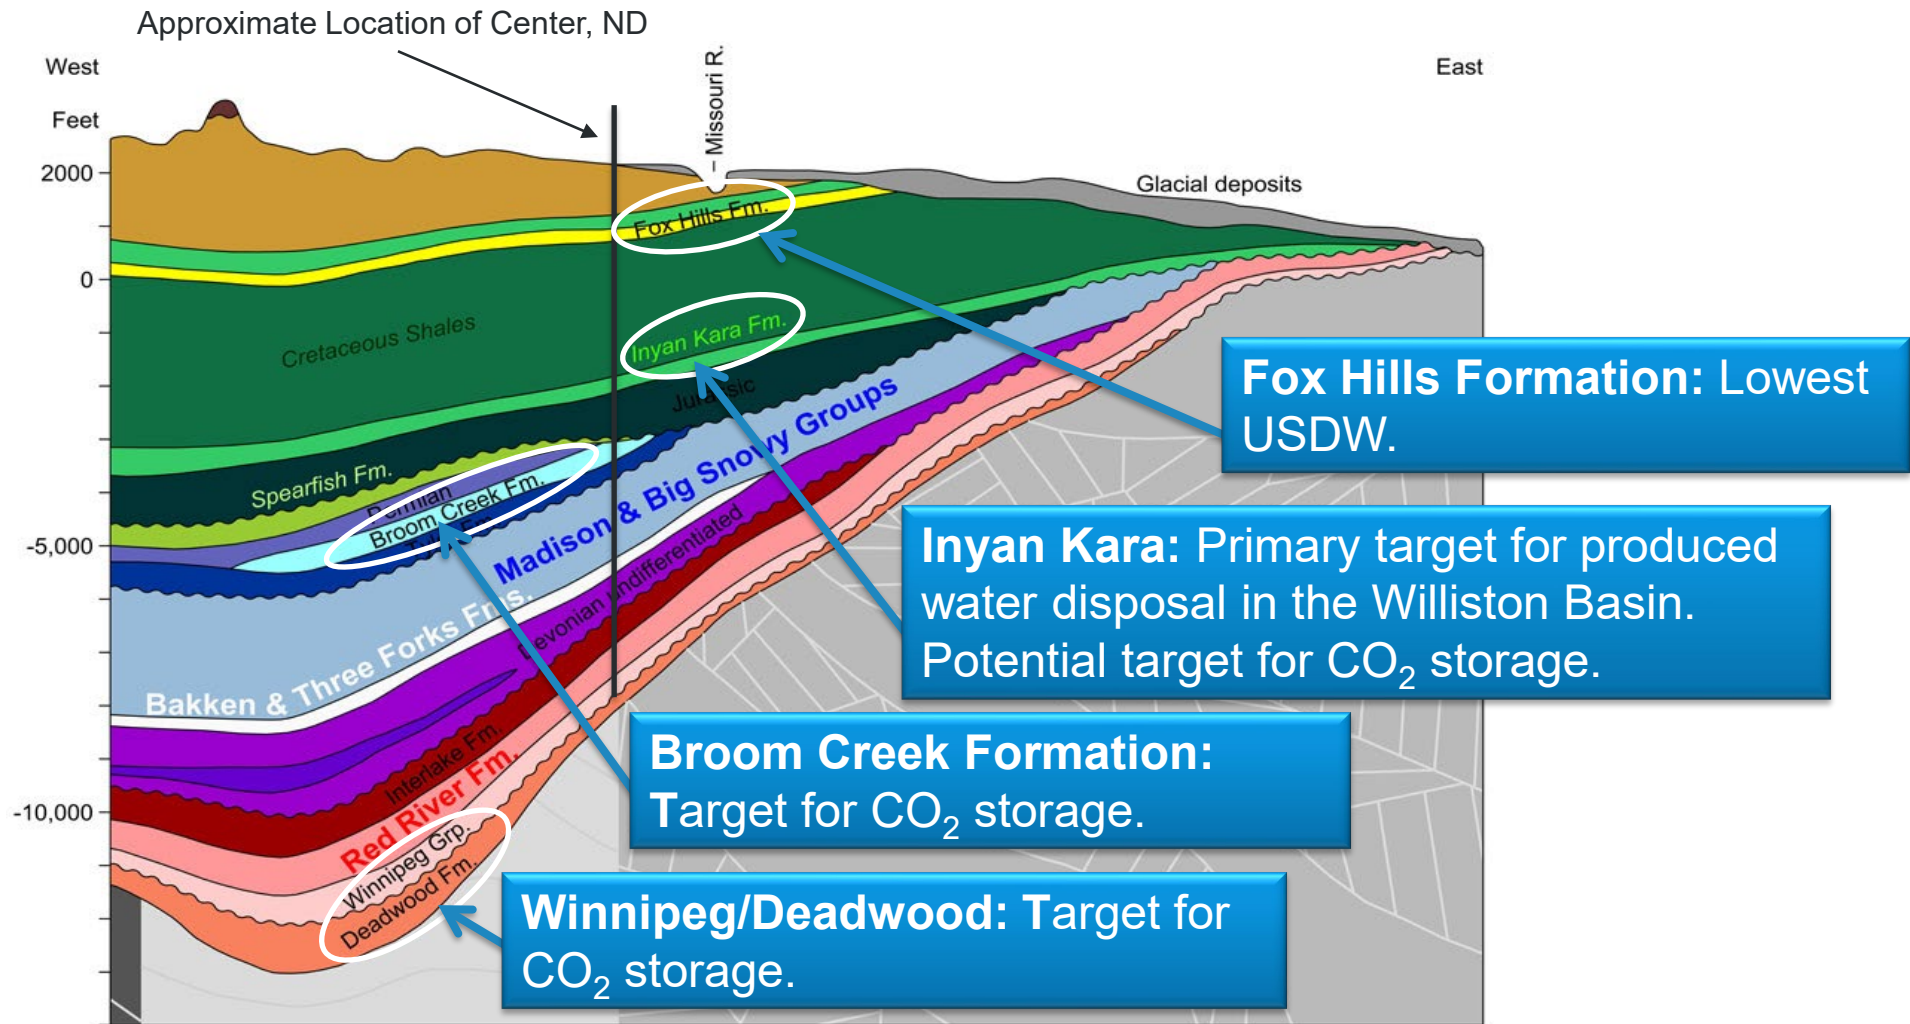 Approximate Location of Center, ND
West
East
Feet
Missouri R.
2000
Glacial deposits
Fox Hills Fm.
0
Cretaceous Shales
Inyan Kara Fm.
Jurassic
Fox Hills Formation: Lowest
USDW.
Spearfish Fm.
Permian
Broom Creek Fm.
Madison & Big Snowy Groups
-5,000
Inyan Kara: Primary target for produced
water disposal in the Williston Basin.
Potential target for CO2 storage.
Devonian Undifferentiated
Bakken & Three Forks Fms.
Broom Creek Formation:
Target for CO2 storage.
Interlake Fm.
Red River Fm.
-10,000
Winnipeg Grp.
Deadwood Fm.
Winnipeg/Deadwood: Target for
CO2 storage.